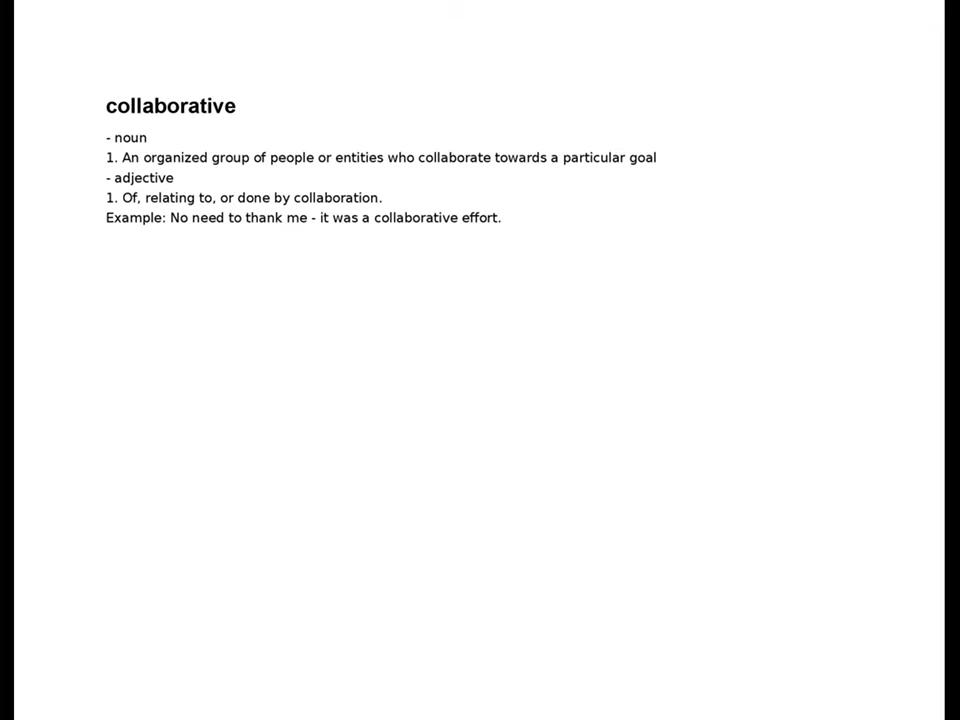 collaborative
- noun
1. An organized group of people or entities who collaborate towards a particular goal
- adjective
1. Of, relating to, or done by collaboration.
Example: No need to thank me - it was a collaborative effort.